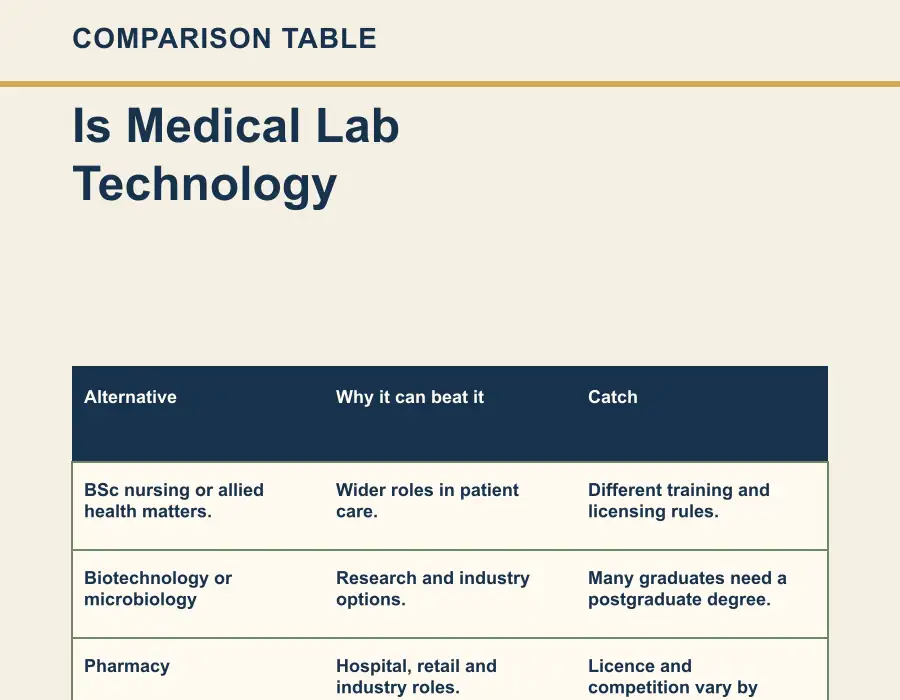 COMPARISON TABLE
Is Medical Lab
Technology
Alternative
Why it can beat it
Catch
BSc nursing or allied
health matters.
Wider roles in patient
care.
Different training and
licensing rules.
Biotechnology or
microbiology
Research and industry
options.
Many graduates need a
postgraduate degree.
Pharmacy
Hospital, retail and
industry roles.
Licence and
competition vary by